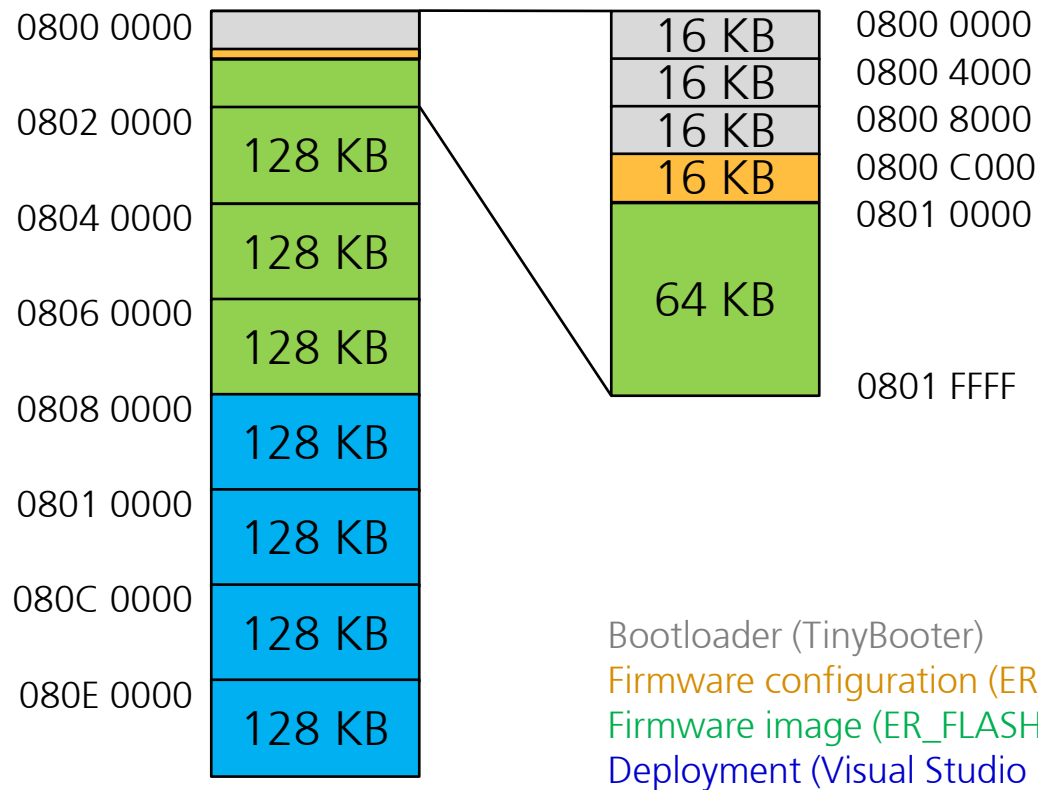 0800 0000
0802 0000
128 KB
0804 0000
128 KB
0806 0000
128 KB
0808 0000
128 KB
0801 0000
128 KB
080C 0000
128 KB
080E 0000
128 KB
16 KB
0800 0000
16 KB
0800 4000
16 KB
0800 8000
16 KB
0800 C000
0801 0000
64 KB
0801 FFFF
Bootloader (TinyBooter)
Firmware configuration (ER
Firmware image (ER_FLASH
Deployment (Visual Studio